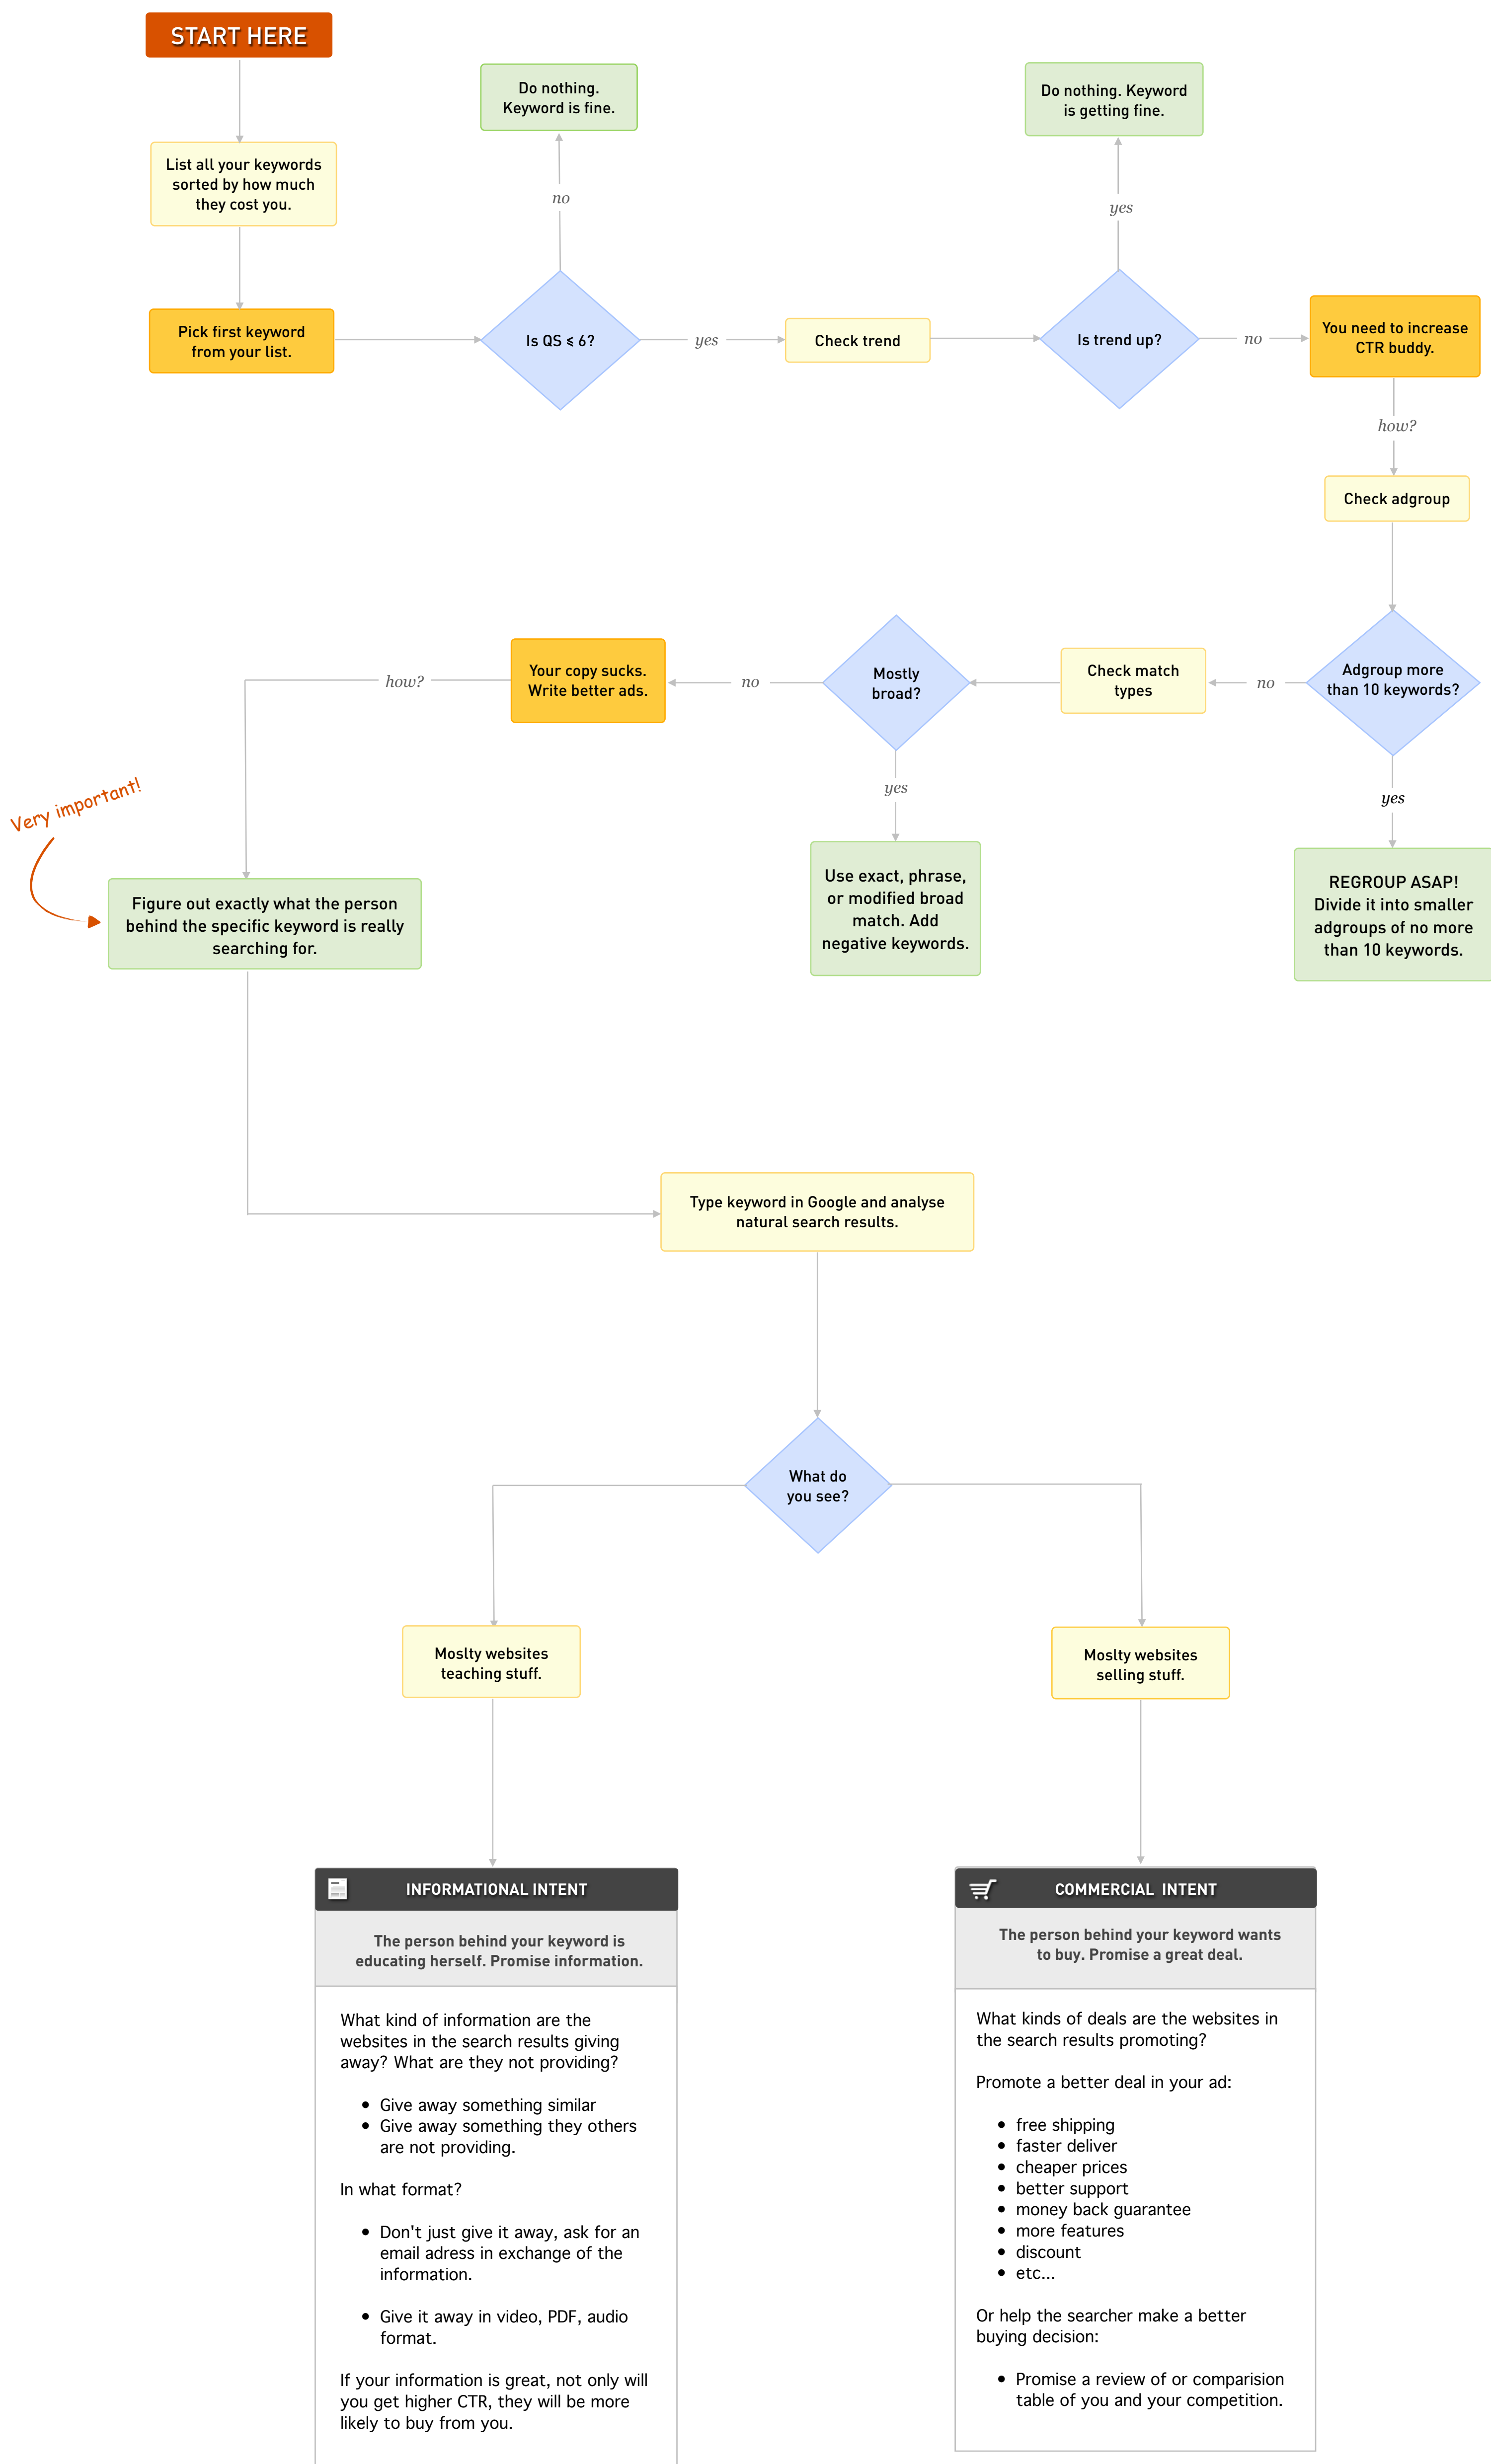 START HERE
Do nothing.
Keyword is fine.
Do nothing. Keyword
is getting fine.
List all your keywords
sorted by how much
they cost you.
no
yes
Pick first keyword
from your list.
Is QS ≤ 6?
yes
Check trend
Is trend up?
no
You need to increase
CTR buddy.
how?
Check adgroup
Adgroup more
than 10 keywords?
no
Check match
types
Mostly
broad?
no
Your copy sucks.
Write better ads.
how?
yes
yes
Very important!
Use exact, phrase,
or modified broad
match. Add
negative keywords.
REGROUP ASAP!
Divide it into smaller
adgroups of no more
than 10 keywords.
Figure out exactly what the person
behind the specific keyword is really
searching for.
Type keyword in Google and analyse
natural search results.
What do
you see?
Moslty websites
teaching stuff.
Moslty websites
selling stuff.
INFORMATIONAL INTENT
The person behind your keyword is
educating herself. Promise information.
What kind of information are the
websites in the search results giving
away? What are they not providing?
• Give away something similar
• Give away something they others
are not providing.
In what format?
• Don't just give it away, ask for an
email adress in exchange of the
information.
• Give it away in video, PDF, audio
format.
If your information is great, not only will
you get higher CTR, they will be more
likely to buy from you.
COMMERCIAL INTENT
The person behind your keyword wants
to buy. Promise a great deal.
What kinds of deals are the websites in
the search results promoting?
Promote a better deal in your ad:
• free shipping
• faster deliver
• cheaper prices
• better support
• money back guarantee
• more features
• discount
• etc...
Or help the searcher make a better
buying decision:
• Promise a review of or comparision
table of you and your competition.